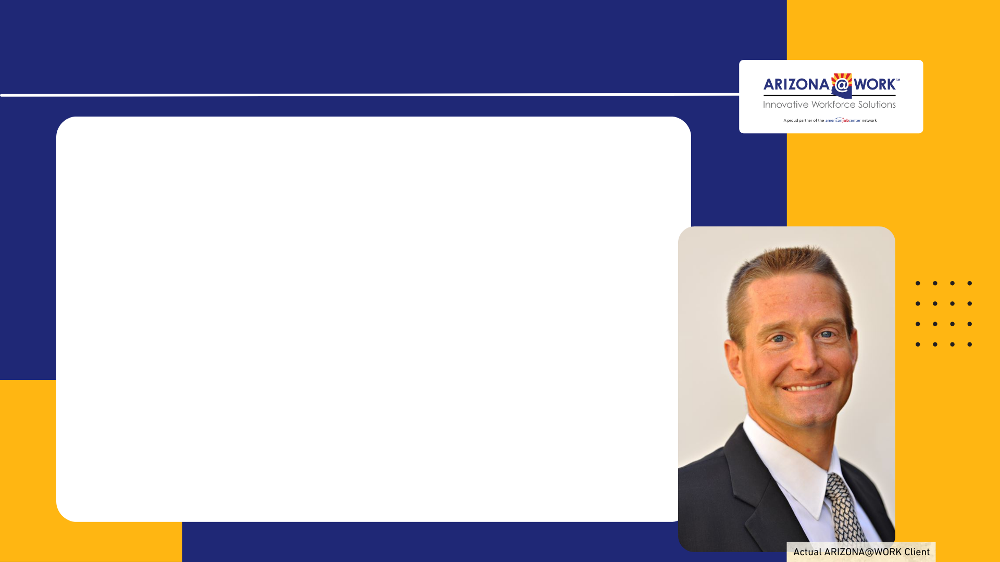 ARIZONA@WORK™
Innovative Workforce Solutions
A proud partner of the americanjobcenter network
Actual ARIZONA@WORK Client